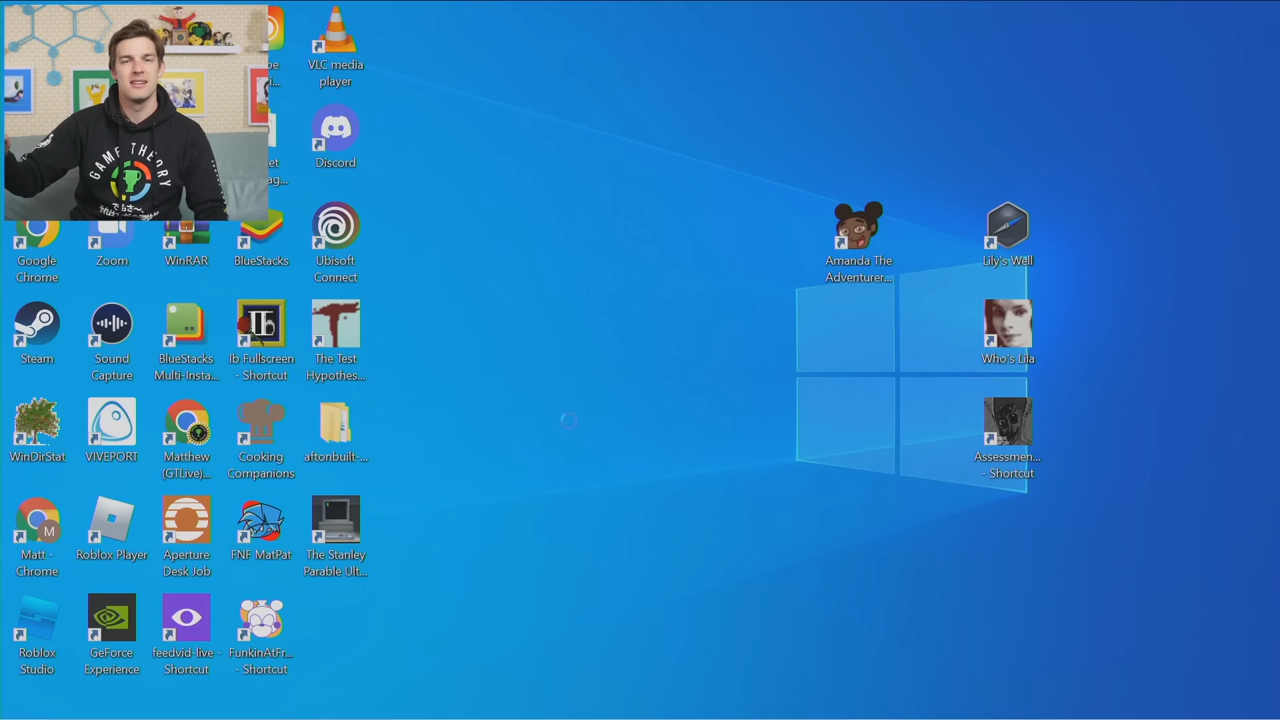 GAME THEORY
でもさ〜、
VLC media
player
Discord
Google
Chrome
Zoom
WinRAR
BlueStacks
Ubisoft
Connect
Amanda The
Adventurer...
Lily's Well
Steam
Sound
Capture
BlueStacks
Multi-Insta...
lb Fullscreen
- Shortcut
The Test
Hypothes...
Who's Lila
WinDirStat
VIVEPORT
Matthew
(GTLive)...
Cooking
Companions
aftonbuilt-...
Assessmen...
- Shortcut
M
Matt -
Chrome
Roblox Player
Aperture
Desk Job
FNF MatPat
The Stanley
Parable Ult...
Roblox
Studio
GeForce
Experience
feedvid-live -
Shortcut
FunkinAtFr...
- Shortcut